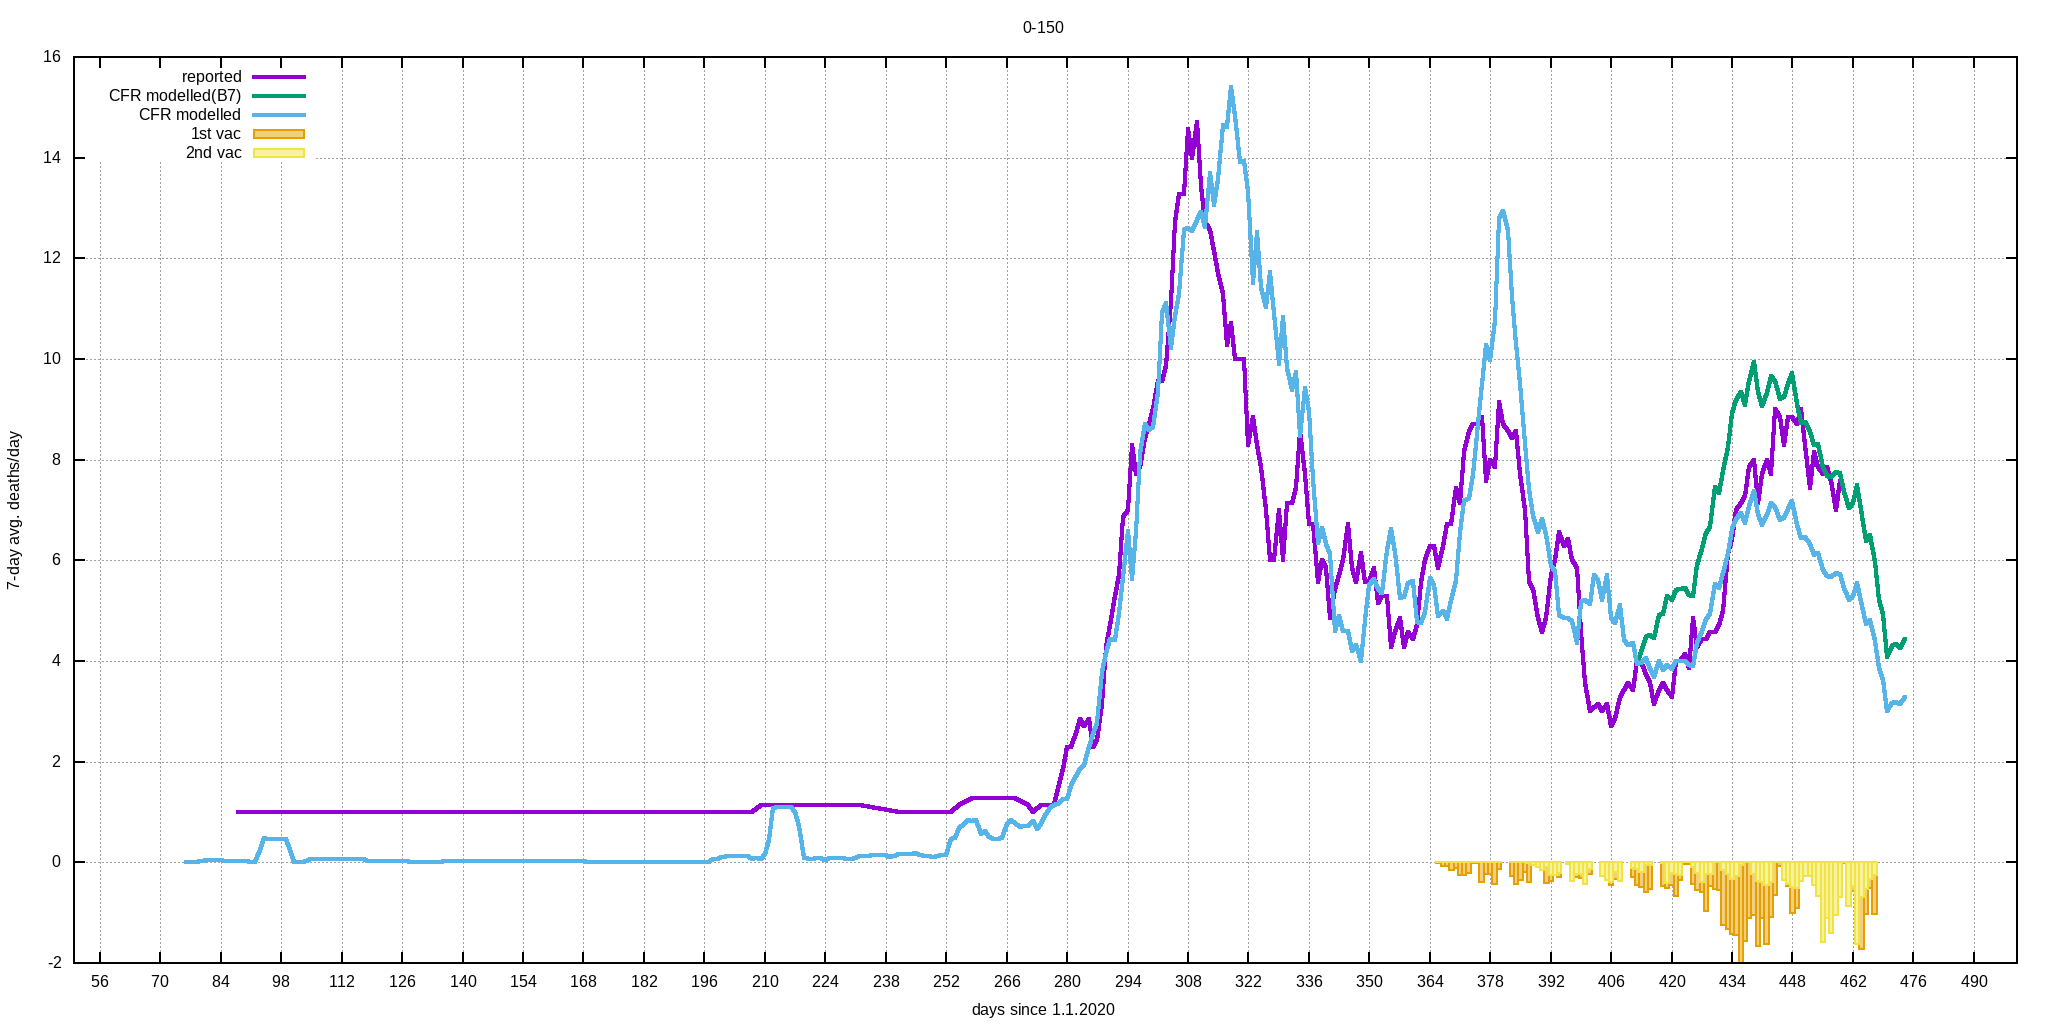 0-150
reported
CFR modelled(B7)
CFR modelled
1st vac
2nd vac
16
14
12
10
8
6
4
2
0
-2
7-day avg. deaths/day
56 70 84 98 112 126 140 154 168 182 196 210 224 238 252 266 280 294 308 322 336 350 364 378 392 406 420 434 448 462 476 490
days since 1.1.2020